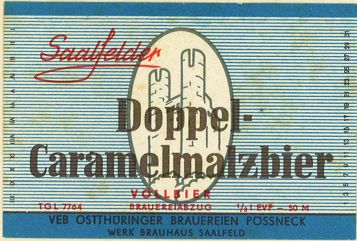 Saalfelder
Doppel-
Caramelmalzbier
VOLLBIER
TGL 7764 BRAUEREIABZUG ⅓ l EVP -.50 M
VEB OSTTHÜRINGER BRAUEREIEN PÖSSNECK
WERK BRAUHAUS SAALFELD